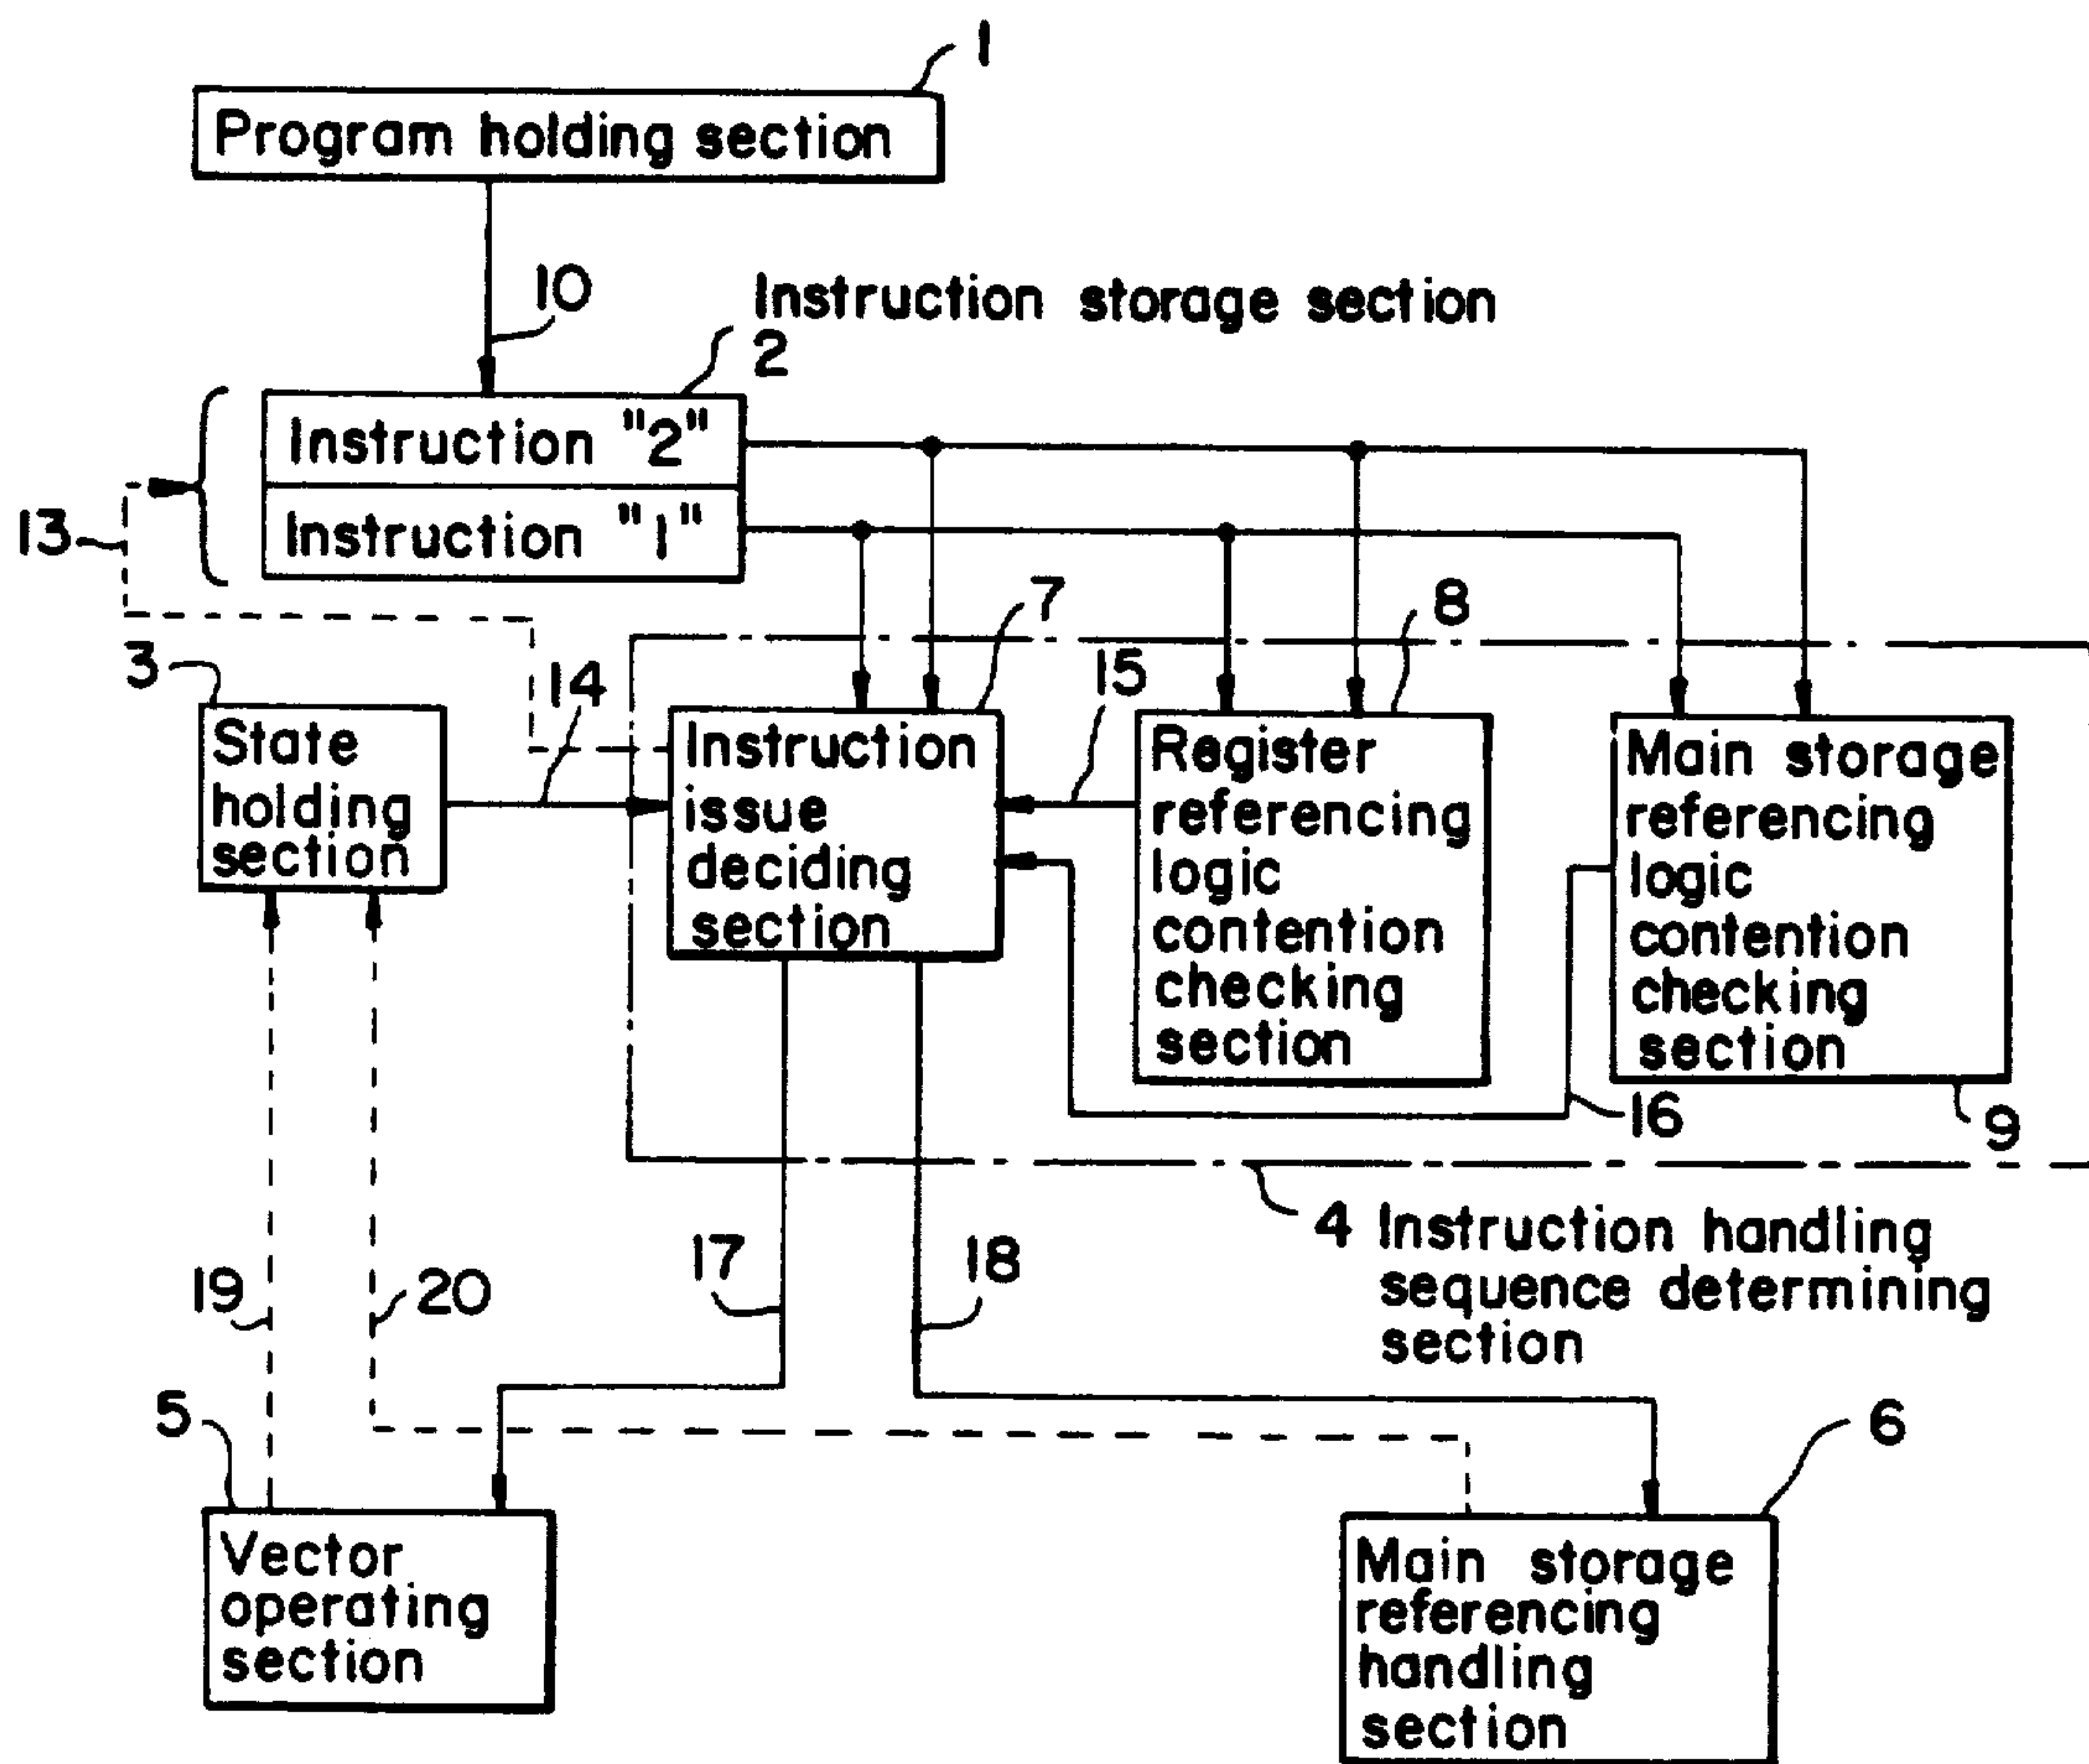 1
Program holding section
10
Instruction storage section
2
Instruction "2"
Instruction "1"
13
7
8
3
14
15
State
holding
section
Instruction
issue
deciding
section
Register
referencing
logic
contention
checking
section
Main storage
referencing
logic
contention
checking
section
16
9
4 Instruction handling
sequence determining
section
17
18
19
20
5
6
Vector
operating
section
Main storage
referencing
handling
section